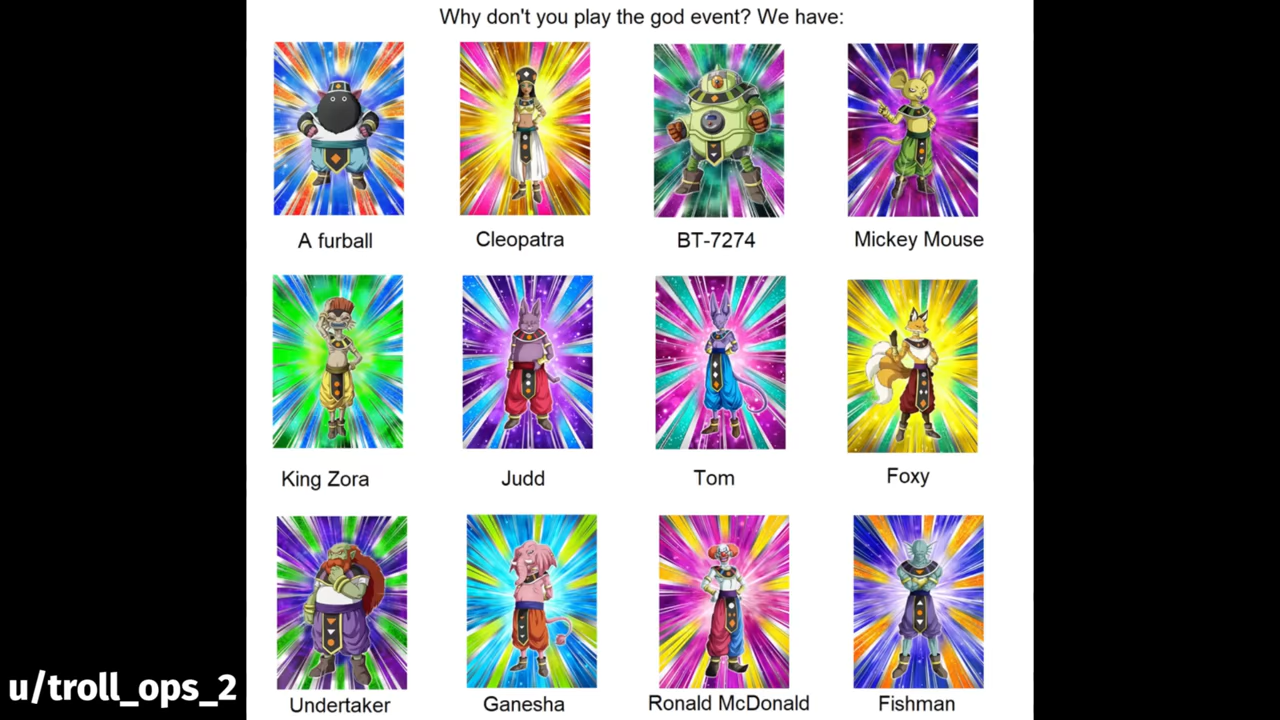 Why don't you play the god event? We have:
A furball
Cleopatra
BT-7274
Mickey Mouse
King Zora
Judd
Tom
Foxy
Undertaker
Ganesha
Ronald McDonald
Fishman
u/troll_ops_2